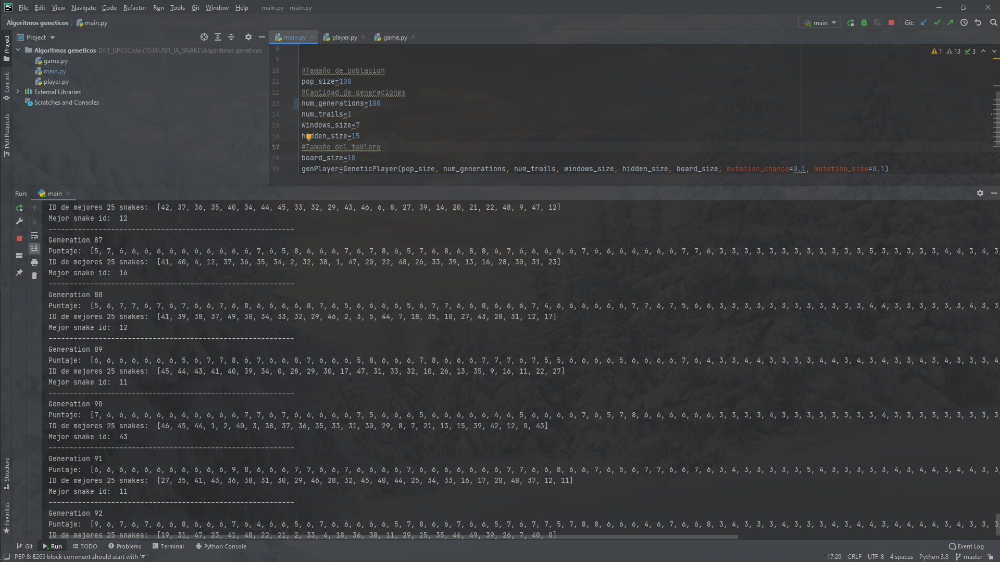 PC File Edit View Navigate Code Refactor Run Tools Git Window Help main.py - main.py
Algoritmos geneticos main.py main Git:
Project main.py player.py game.py
Algoritmos geneticos D:\1_UPC\Ciclo (7)\IA\TB1_IA_SNAKE\Algoritmos geneticos
game.py
main.py
player.py
External Libraries
Scratches and Consoles
Project
Commit
Pull Requests
Structure
Favorites
1 13 3
8
9
10 #Tamaño de poblacion
11 pop_size=100
12 #Cantidad de generaciones
13 num_generations=100
14 num_trails=1
15 windows_size=7
16 hidden_size=15
17 #Tamaño del tablero
18 board_size=10
19 genPlayer=GeneticPlayer(pop_size, num_generations, num_trails, windows_size, hidden_size, board_size, mutation_chance=0.1, mutation_size=0.1)
Run: main
ID de mejores 25 snakes:  [42, 37, 36, 35, 40, 34, 44, 45, 33, 32, 29, 43, 46, 6, 8, 27, 39, 14, 20, 21, 22, 48, 9, 47, 12]
Mejor snake id:  12
-----------------------------------------------------------
Generation 87
Puntaje:  [5, 7, 6, 6, 6, 6, 6, 6, 6, 6, 6, 6, 6, 7, 6, 5, 8, 6, 6, 6, 7, 6, 7, 8, 6, 5, 7, 6, 8, 6, 8, 8, 6, 7, 6, 6, 6, 6, 6, 7, 6, 6, 6, 4, 6, 6, 6, 7, 7, 6, 3, 3, 3, 3, 3, 3, 3, 3, 3, 3, 3, 3, 5, 3, 3, 3, 3, 3, 4, 4, 3, 4, 3,
ID de mejores 25 snakes:  [41, 40, 4, 12, 37, 36, 35, 34, 2, 32, 38, 1, 47, 20, 22, 48, 26, 33, 39, 13, 16, 28, 30, 31, 23]
Mejor snake id:  16
-----------------------------------------------------------
Generation 88
Puntaje:  [5, 6, 7, 7, 6, 7, 6, 7, 6, 6, 7, 6, 8, 6, 6, 6, 6, 8, 7, 6, 5, 6, 6, 6, 6, 5, 6, 7, 7, 6, 6, 8, 6, 6, 6, 7, 4, 6, 6, 6, 6, 6, 6, 7, 7, 6, 7, 5, 6, 6, 3, 3, 3, 3, 3, 3, 3, 3, 3, 3, 3, 3, 4, 4, 3, 3, 3, 3, 3, 3, 4, 3, 3
ID de mejores 25 snakes:  [41, 39, 38, 37, 49, 30, 34, 33, 32, 29, 46, 2, 3, 5, 44, 7, 18, 35, 10, 27, 43, 28, 31, 12, 17]
Mejor snake id:  12
-----------------------------------------------------------
Generation 89
Puntaje:  [6, 6, 6, 6, 6, 6, 6, 5, 6, 7, 7, 8, 6, 7, 6, 6, 8, 7, 6, 6, 6, 5, 8, 6, 6, 6, 7, 8, 6, 6, 6, 7, 7, 7, 6, 7, 5, 5, 6, 6, 6, 6, 5, 6, 6, 6, 6, 7, 6, 4, 3, 3, 4, 4, 3, 3, 3, 3, 4, 4, 3, 4, 3, 3, 4, 3, 4, 3, 4, 3, 3, 3, 4,
ID de mejores 25 snakes:  [45, 44, 43, 41, 40, 39, 34, 0, 28, 29, 30, 17, 47, 31, 33, 32, 10, 26, 13, 35, 9, 16, 11, 22, 27]
Mejor snake id:  11
-----------------------------------------------------------
Generation 90
Puntaje:  [7, 6, 6, 6, 6, 6, 6, 6, 6, 6, 6, 6, 7, 7, 6, 7, 6, 6, 6, 6, 6, 7, 5, 6, 6, 6, 5, 6, 6, 6, 6, 6, 4, 6, 5, 6, 6, 6, 6, 7, 6, 5, 7, 8, 6, 6, 6, 6, 6, 6, 3, 3, 3, 3, 4, 3, 3, 3, 3, 3, 3, 3, 3, 4, 3, 3, 3, 3, 3, 3, 3, 3, 3
ID de mejores 25 snakes:  [46, 45, 44, 1, 2, 40, 3, 38, 37, 36, 35, 33, 31, 30, 29, 8, 7, 21, 13, 15, 39, 42, 12, 0, 43]
Mejor snake id:  43
-----------------------------------------------------------
Generation 91
Puntaje:  [6, 6, 6, 6, 6, 6, 6, 6, 6, 6, 6, 9, 8, 6, 6, 6, 7, 7, 6, 6, 7, 6, 6, 6, 6, 7, 6, 6, 6, 6, 6, 6, 6, 7, 7, 6, 6, 8, 6, 6, 7, 6, 5, 6, 7, 7, 6, 6, 7, 6, 3, 4, 3, 3, 3, 3, 3, 5, 4, 3, 3, 3, 3, 3, 4, 3, 4, 4, 3, 4, 4, 3, 3
ID de mejores 25 snakes:  [27, 35, 41, 43, 36, 38, 31, 30, 29, 46, 28, 32, 45, 40, 44, 25, 34, 33, 16, 17, 20, 48, 37, 12, 11]
Mejor snake id:  11
-----------------------------------------------------------
Generation 92
Puntaje:  [9, 6, 7, 6, 7, 6, 6, 8, 6, 6, 6, 7, 6, 4, 6, 6, 5, 6, 7, 6, 6, 6, 6, 6, 5, 7, 8, 6, 6, 7, 6, 6, 5, 7, 6, 7, 7, 5, 7, 8, 8, 6, 6, 6, 4, 6, 7, 6, 6, 8, 3, 4, 3, 3, 3, 4, 3, 3, 3, 4, 3, 4, 3, 4, 4, 4, 4, 3, 4, 3, 3, 3
ID de mejores 25 snakes:  [19, 31, 47, 23, 41, 48, 22, 21, 2, 33, 4, 18, 36, 38, 11, 29, 25, 35, 46, 49, 39, 26, 7, 40, 0]
Git Run TODO Problems Terminal Python Console Event Log
PEP 8: E265 block comment should start with '# ' 17:20 CRLF UTF-8 4 spaces Python 3.8 master